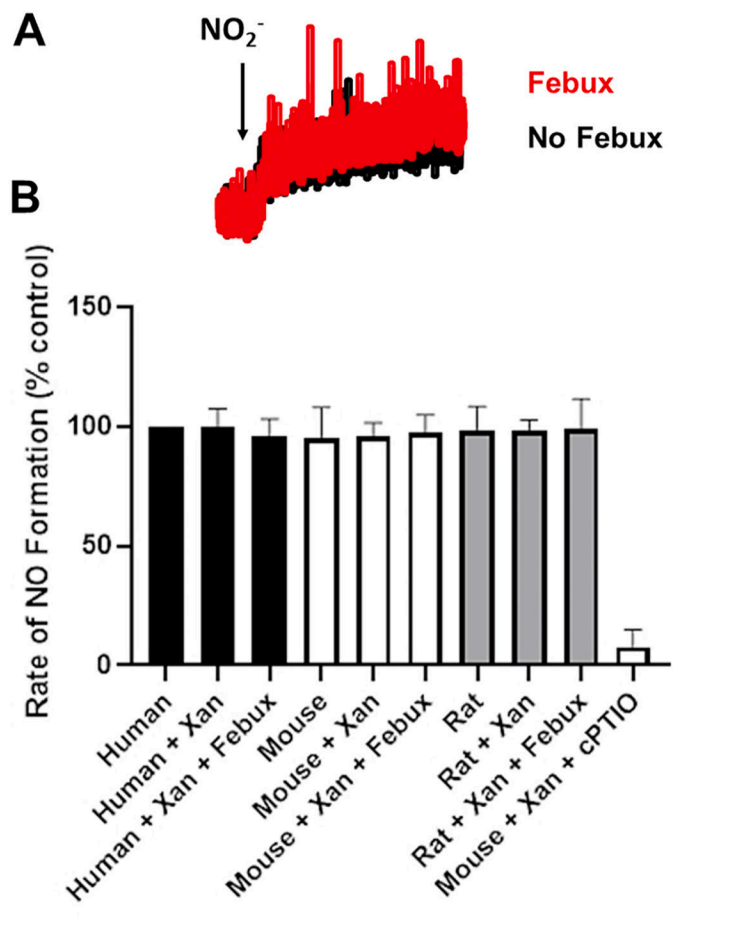 A
NO2-
Febux
No Febux
B
Rate of NO Formation (% control)
150
100
50
0
Human
Human + Xan
Human + Xan + Febux
Mouse
Mouse + Xan
Mouse + Xan + Febux
Rat
Rat + Xan
Rat + Xan + Febux
Mouse + Xan + cPTIO